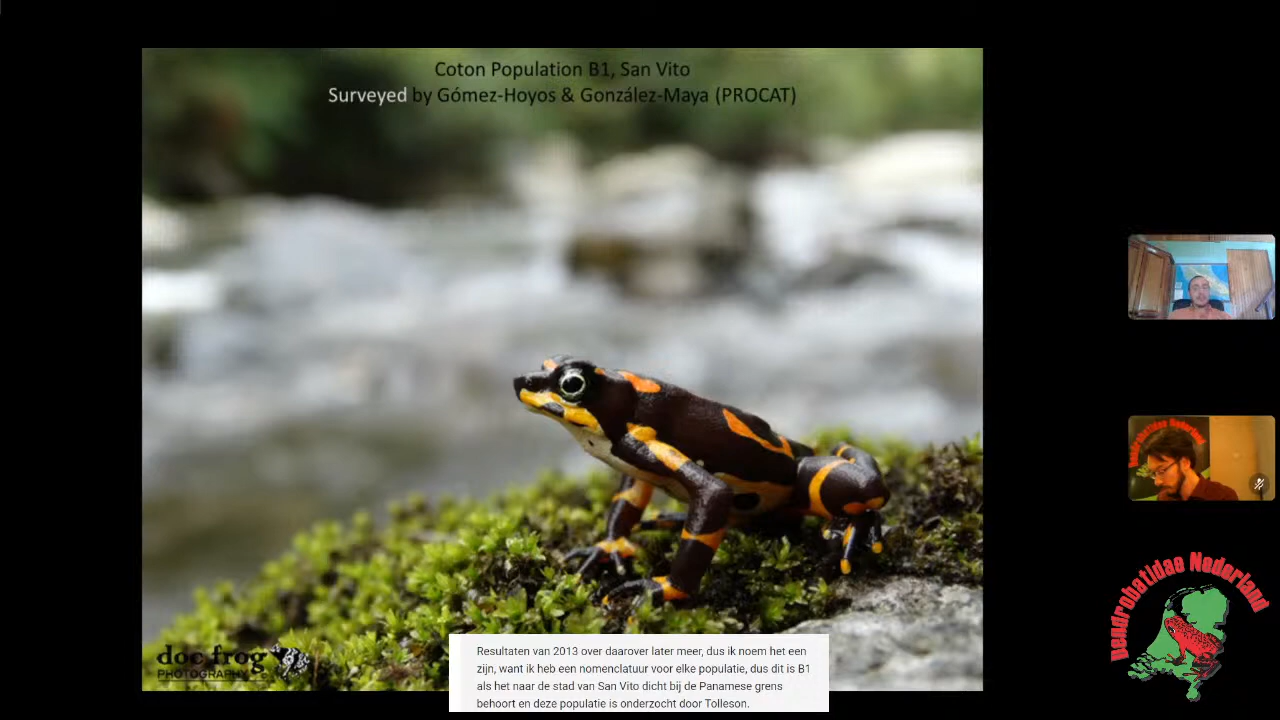 Coton Population B1, San Vito
Surveyed by Gómez-Hoyos & González-Maya (PROCAT)
doc frog
PHOTOGRAPHY
Resultaten van 2013 over daarover later meer, dus ik noem het een
zijn, want ik heb een nomenclatuur voor elke populatie, dus dit is B1
als het naar de stad van San Vito dicht bij de Panamese grens
behoort en deze populatie is onderzocht door Tolleson.
Dendrobatidae Nederland